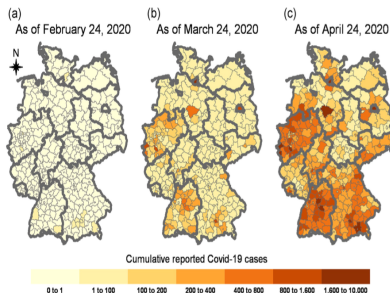 (a)
As of February 24, 2020
(b)
As of March 24, 2020
(c)
As of April 24, 2020
N
Cumulative reported Covid-19 cases
0 to 1
1 to 100
100 to 200
200 to 400
400 to 800
800 to 1.600
1.600 to 10.000